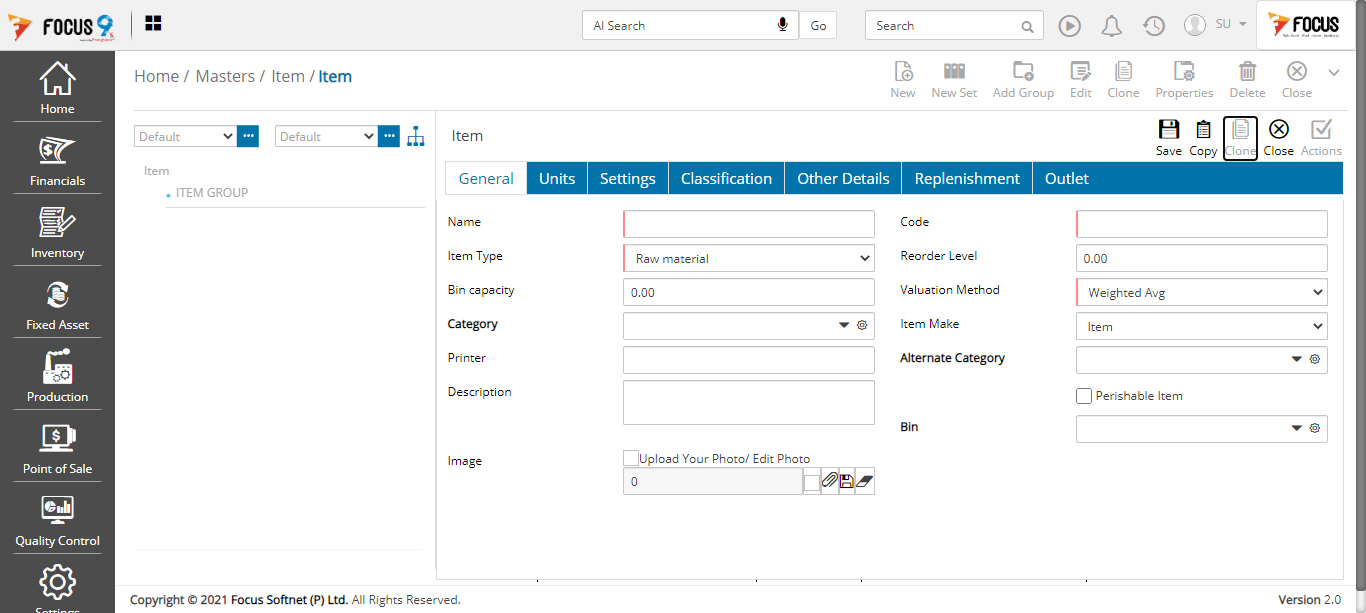 FOCUS 9
AI Search
Go
Search
SU
FOCUS
Home / Masters / Item / Item
New
New Set
Add Group
Edit
Clone
Properties
Delete
Close
Home
Financials
Inventory
Fixed Asset
Production
Point of Sale
Quality Control
Settings
Default
Default
Item
ITEM GROUP
Item
Save
Copy
Clone
Close
Actions
General
Units
Settings
Classification
Other Details
Replenishment
Outlet
Name
Code
Item Type
Raw material
Reorder Level
0.00
Bin capacity
0.00
Valuation Method
Weighted Avg
Category
Item Make
Item
Printer
Alternate Category
Description
Perishable Item
Bin
Image
Upload Your Photo/ Edit Photo
0
Copyright © 2021 Focus Softnet (P) Ltd. All Rights Reserved.
Version 2.0